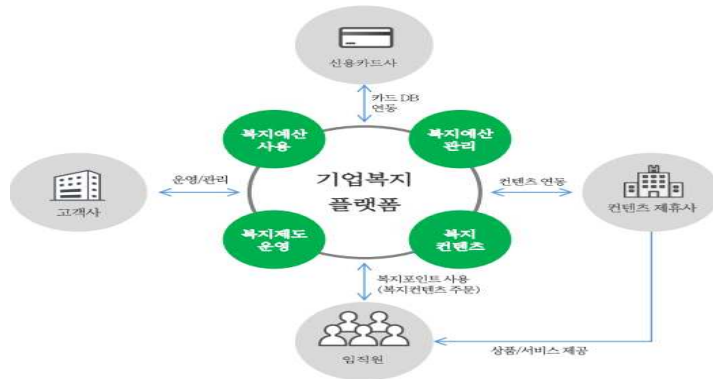 신용카드사
카드 DB
연동
복지예산
사용
복지예산
관리
기업복지
플랫폼
고객사
운영/관리
컨텐츠 연동
컨텐츠 제휴사
복지제도
운영
복지
컨텐츠
복지포인트 사용
(복지컨텐츠 주문)
임직원
상품/서비스 제공